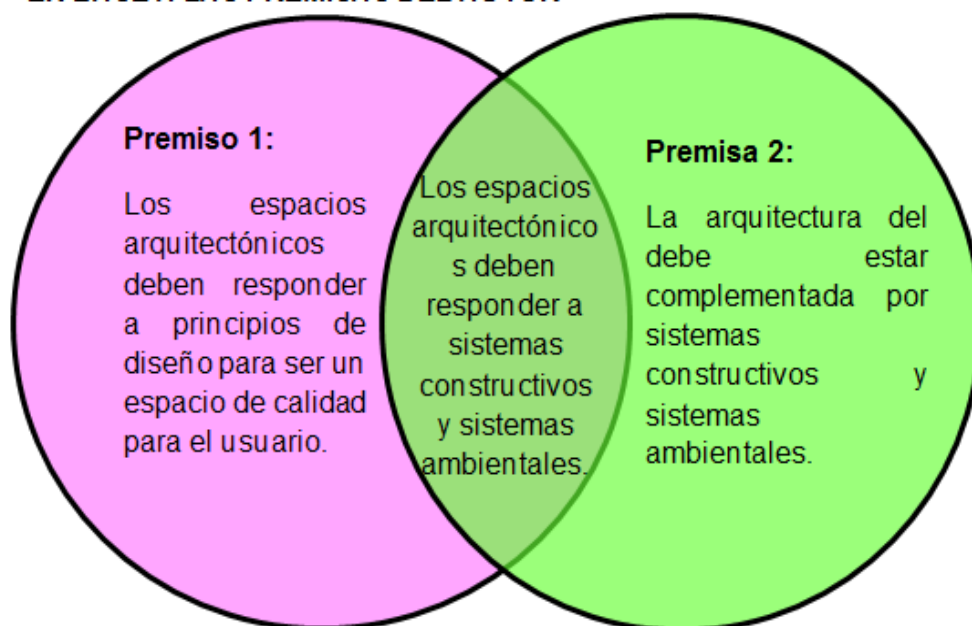 Premiso 1:
Los espacios
arquitectónicos
deben responder
a principios de
diseño para ser un
espacio de calidad
para el usuario.
Los espacios
arquitectónico
s deben
responder a
sistemas
constructivos
y sistemas
ambientales.
Premisa 2:
La arquitectura del
debe estar
complementada por
sistemas
constructivos y
sistemas
ambientales.